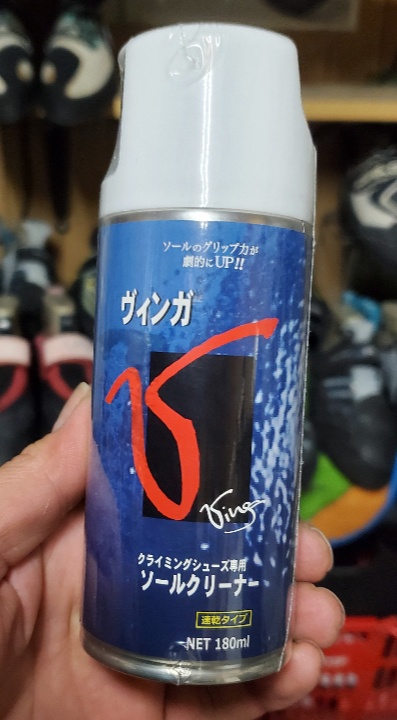 ソールのグリップ力が
劇的にUP!!
ヴィンガ
Vinga
クライミングシューズ専用
ソールクリーナー
速乾タイプ
NET 180ml